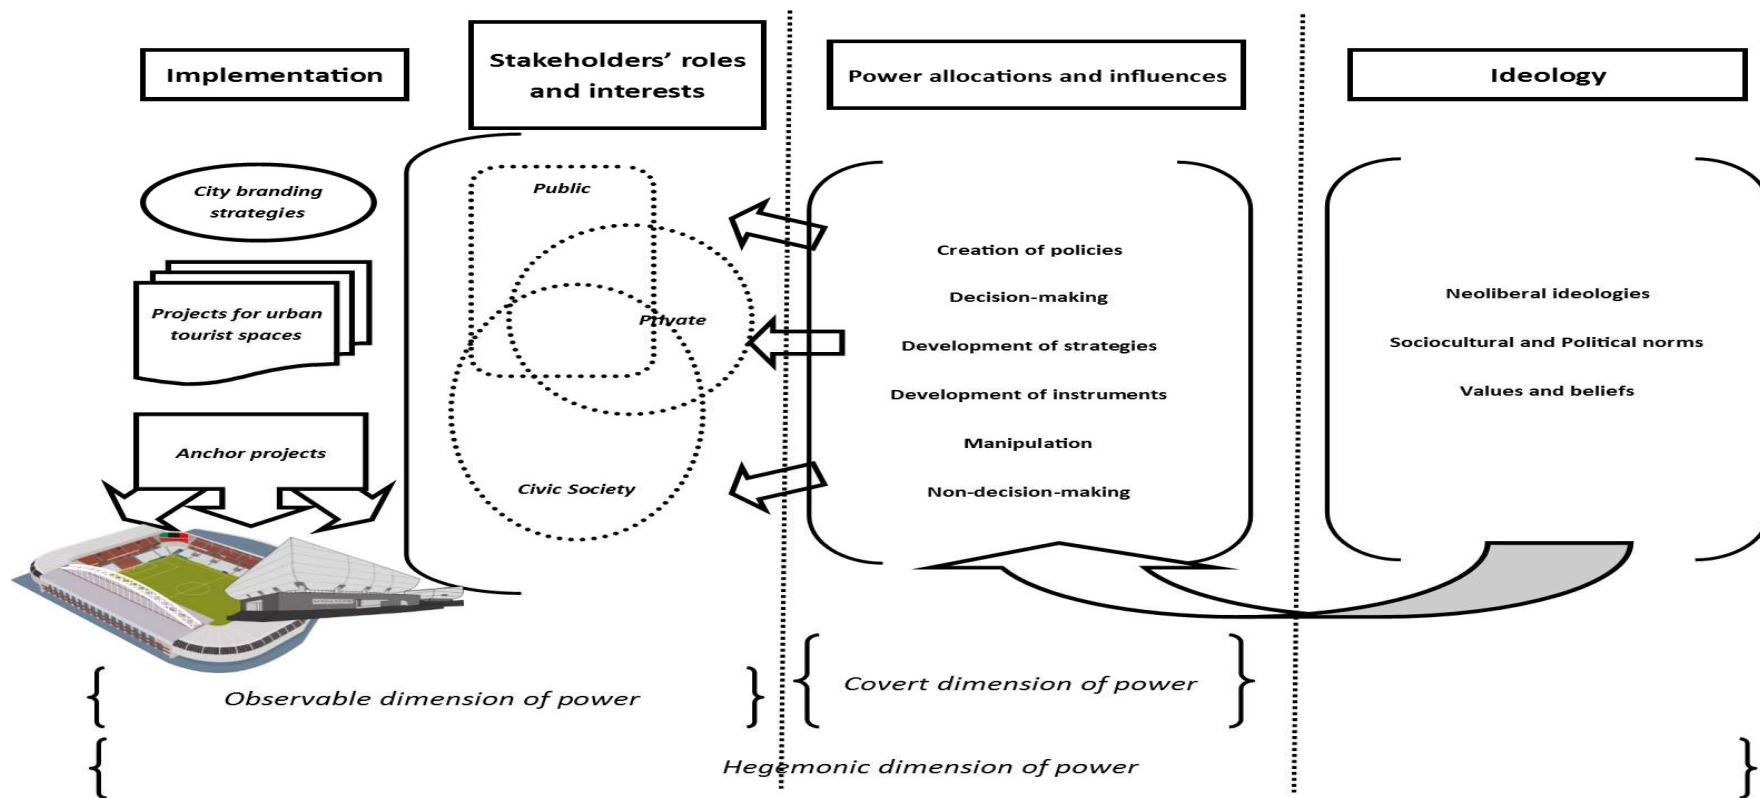 Implementation
Stakeholders’ roles
and interests
Power allocations and influences
Ideology
City branding
strategies
Projects for urban
tourist spaces
Anchor projects
Public
Private
Civic Society
Creation of policies
Decision-making
Development of strategies
Development of instruments
Manipulation
Non-decision-making
Neoliberal ideologies
Sociocultural and Political norms
Values and beliefs
Observable dimension of power
Covert dimension of power
Hegemonic dimension of power